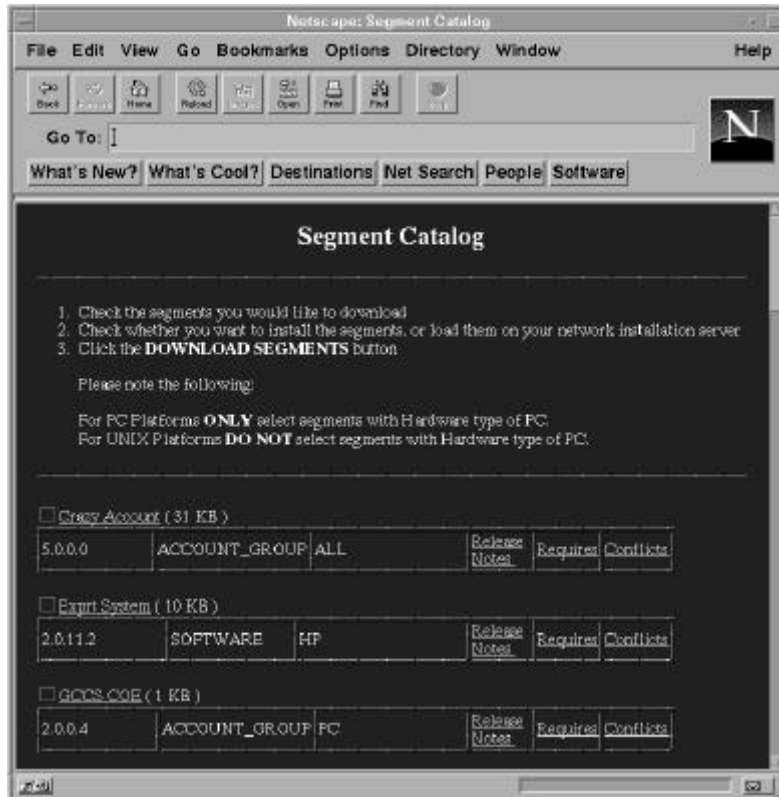 Netscape: Segment Catalog
File Edit View Go Bookmarks Options Directory Window Help
Back Home Reload Open Print Find
Go To:
N
What's New? What's Cool? Destinations Net Search People Software
Segment Catalog
1. Check the segments you would like to download
2. Check whether you want to install the segments, or load them on your network installation server
3. Click the DOWNLOAD SEGMENTS button
Please note the following:
For PC Platforms ONLY select segments with Hardware type of PC.
For UNIX Platforms DO NOT select segments with Hardware type of PC.
Crazy Account ( 31 KB )
5.0.0.0 ACCOUNT_GROUP ALL Release Notes Requires Conflicts
Exprt System ( 10 KB )
2.0.11.2 SOFTWARE HP Release Notes Requires Conflicts
GCCS COE ( 1 KB )
2.0.0.4 ACCOUNT_GROUP PC Release Notes Requires Conflicts